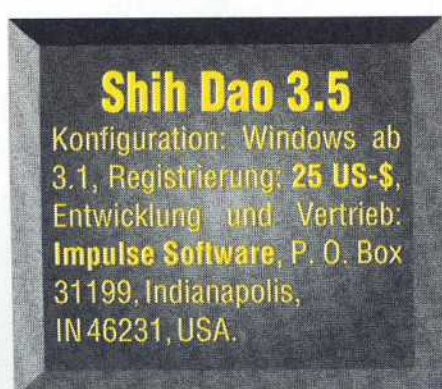 Shih Dao 3.5
Konfiguration: Windows ab
3.1, Registrierung: 25 US-$,
Entwicklung und Vertrieb:
Impulse Software, P. O. Box
31199, Indianapolis,
IN 46231, USA.